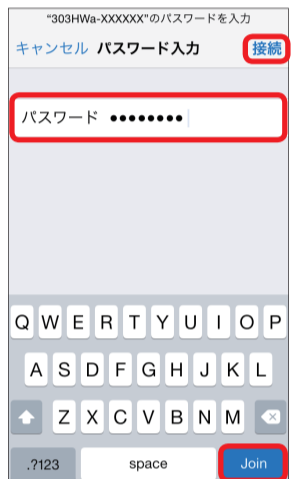 “303HWa-XXXXXX”のパスワードを入力
キャンセル パスワード入力 接続
パスワード ●●●●●●●●
Q W E R T Y U I O P
A S D F G H J K L
Z X C V B N M
.?123 space Join